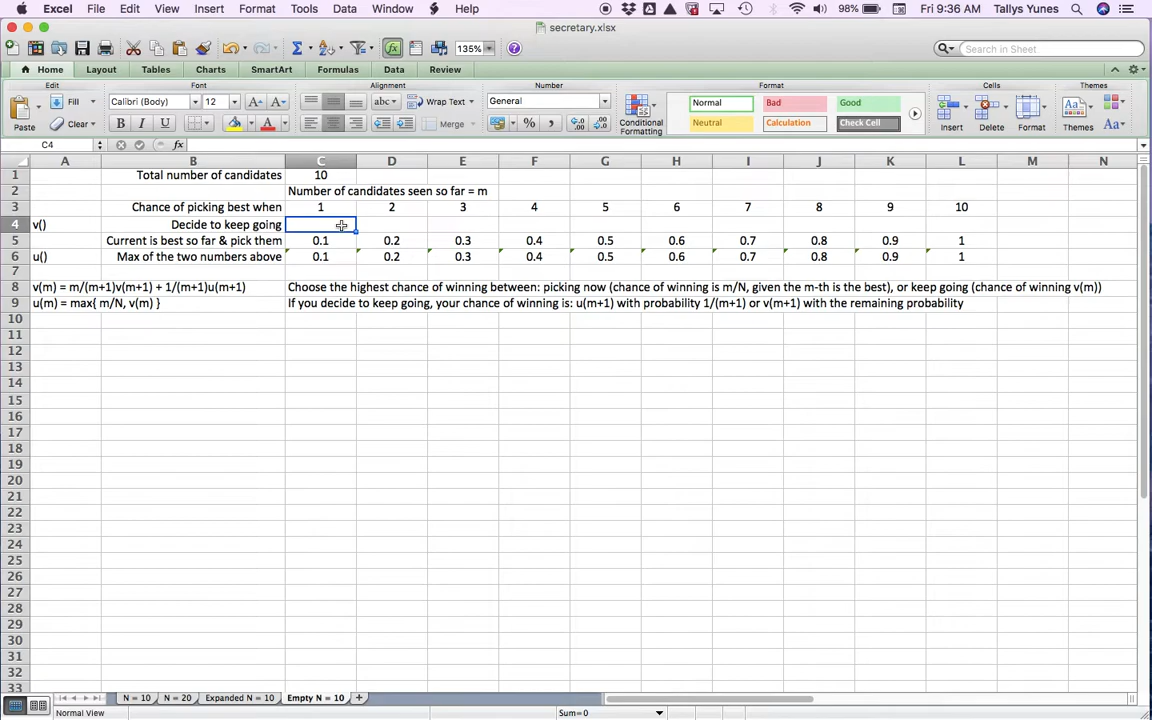 Excel File Edit View Insert Format Tools Data Window Help 98% Fri 9:36 AM Tallys Yunes
secretary.xlsx
135% Search in Sheet
Home Layout Tables Charts SmartArt Formulas Data Review
Edit Font Alignment Number Format Cells Themes
Fill Calibri (Body) 12 A A abc Wrap Text General Normal Bad Good
Paste Clear B I U A Merge % , Conditional Formatting Neutral Calculation Check Cell Insert Delete Format Themes Aa
C4 fx
A B C D E F G H I J K L M N
1 Total number of candidates 10
2 Number of candidates seen so far = m
3 Chance of picking best when 1 2 3 4 5 6 7 8 9 10
4 v() Decide to keep going
5 Current is best so far & pick them 0.1 0.2 0.3 0.4 0.5 0.6 0.7 0.8 0.9 1
6 u() Max of the two numbers above 0.1 0.2 0.3 0.4 0.5 0.6 0.7 0.8 0.9 1
7
8 v(m) = m/(m+1)v(m+1) + 1/(m+1)u(m+1) Choose the highest chance of winning between: picking now (chance of winning is m/N, given the m-th is the best), or keep going (chance of winning v(m))
9 u(m) = max{ m/N, v(m) } If you decide to keep going, your chance of winning is: u(m+1) with probability 1/(m+1) or v(m+1) with the remaining probability
10
11
12
13
14
15
16
17
18
19
20
21
22
23
24
25
26
27
28
29
30
31
32
33
N = 10 N = 20 Expanded N = 10 Empty N = 10
Normal View Sum=0